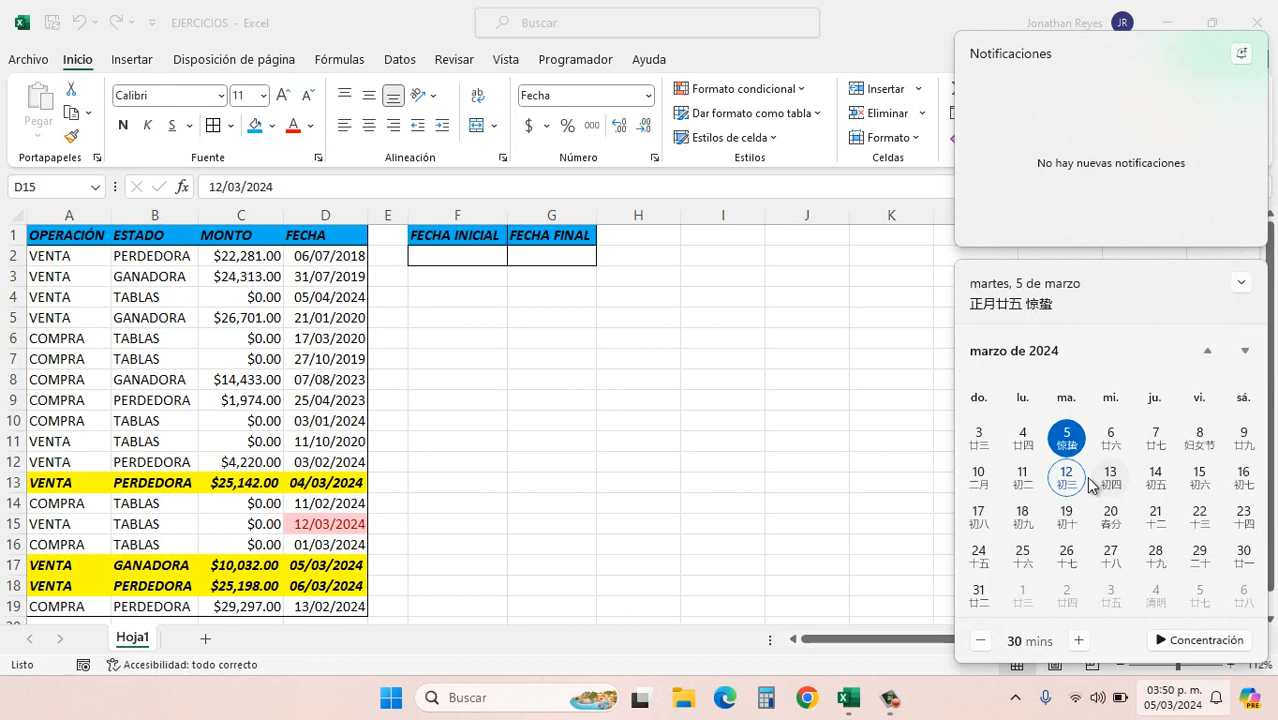 EJERCICIOS - Excel
Buscar
Jonathan Reyes JR
Archivo Inicio Insertar Disposición de página Fórmulas Datos Revisar Vista Programador Ayuda
Pegar
Calibri 11
N K S
Fecha
$ % 000
Formato condicional
Dar formato como tabla
Estilos de celda
Insertar
Eliminar
Formato
Portapapeles Fuente Alineación Número Estilos Celdas
D15 fx 12/03/2024
A B C D E F G H I J K
1 OPERACIÓN ESTADO MONTO FECHA FECHA INICIAL FECHA FINAL
2 VENTA PERDEDORA $22,281.00 06/07/2018
3 VENTA GANADORA $24,313.00 31/07/2019
4 VENTA TABLAS $0.00 05/04/2024
5 VENTA GANADORA $26,701.00 21/01/2020
6 COMPRA TABLAS $0.00 17/03/2020
7 COMPRA TABLAS $0.00 27/10/2019
8 COMPRA GANADORA $14,433.00 07/08/2023
9 COMPRA PERDEDORA $1,974.00 25/04/2023
10 COMPRA TABLAS $0.00 03/01/2024
11 VENTA TABLAS $0.00 11/10/2020
12 VENTA PERDEDORA $4,220.00 03/02/2024
13 VENTA PERDEDORA $25,142.00 04/03/2024
14 COMPRA TABLAS $0.00 11/02/2024
15 VENTA TABLAS $0.00 12/03/2024
16 COMPRA TABLAS $0.00 01/03/2024
17 VENTA GANADORA $10,032.00 05/03/2024
18 VENTA PERDEDORA $25,198.00 06/03/2024
19 COMPRA PERDEDORA $29,297.00 13/02/2024
Hoja1
Listo Accesibilidad: todo correcto
112%
Notificaciones
No hay nuevas notificaciones
martes, 5 de marzo
正月廿五 惊蛰
marzo de 2024
do. lu. ma. mi. ju. vi. sá.
3 4 5 6 7 8 9
廿三 廿四 惊蛰 廿六 廿七 妇女节 廿九
10 11 12 13 14 15 16
二月 初二 初三 初四 初五 初六 初七
17 18 19 20 21 22 23
初八 初九 初十 春分 十二 十三 十四
24 25 26 27 28 29 30
十五 十六 十七 十八 十九 二十 廿一
31 1 2 3 4 5 6
廿二 廿三 廿四 廿五 清明 廿七 廿八
30 mins Concentración
Buscar
03:50 p. m.
05/03/2024
PRE